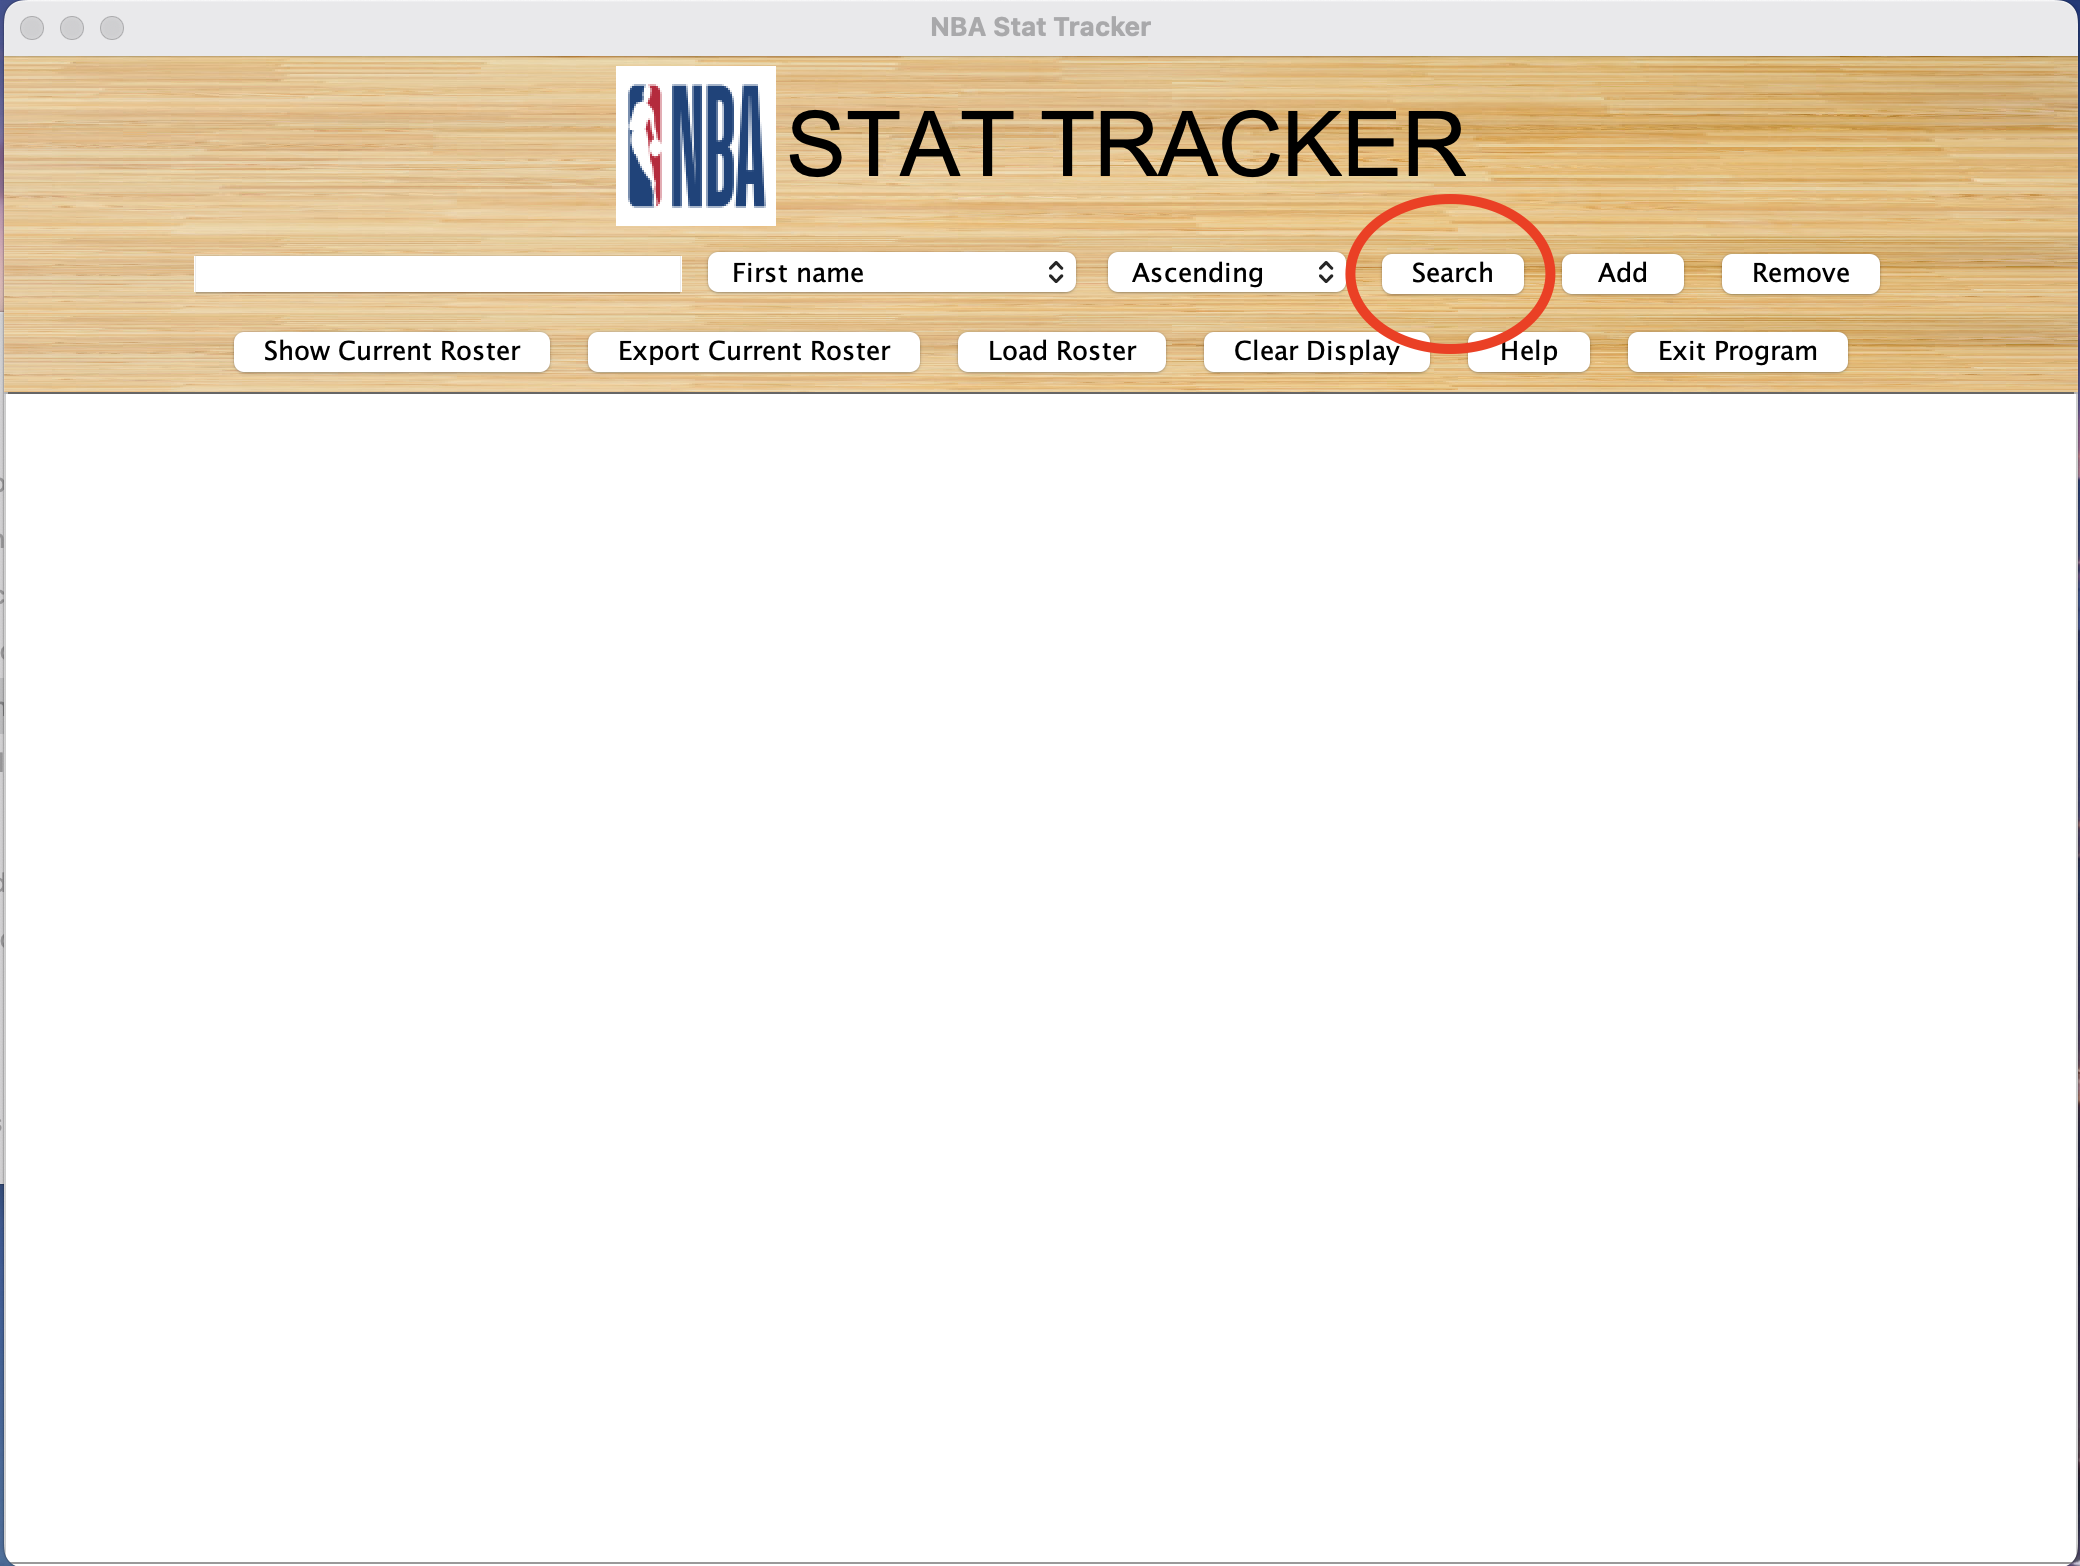 NBA Stat Tracker
NBA STAT TRACKER
First name Ascending Search Add Remove
Show Current Roster Export Current Roster Load Roster Clear Display Help Exit Program